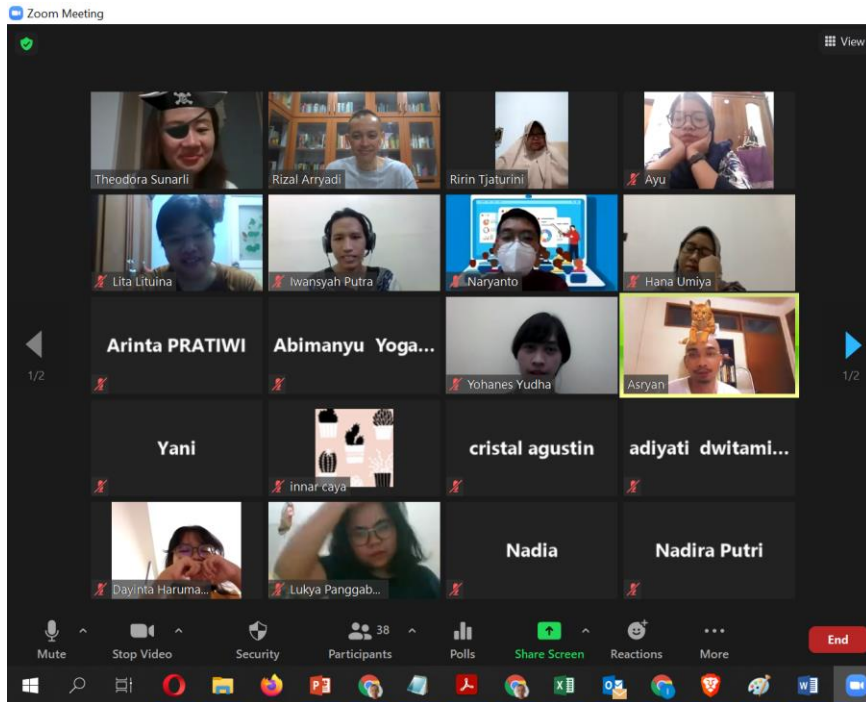 Zoom Meeting
View
Theodora Sunarli
Rizal Arryadi
Ririn Tjaturini
Ayu
Lita Lituina
Iwansyah Putra
Naryanto
Hana Umiya
Arinta PRATIWI
Abimanyu Yoga...
Yohanes Yudha
Asryan
1/2
1/2
Yani
innar caya
cristal agustin
adiyati dwitami...
Dayinta Haruma...
Lukya Panggab...
Nadia
Nadira Putri
Mute
Stop Video
Security
38
Participants
Polls
Share Screen
Reactions
More
End